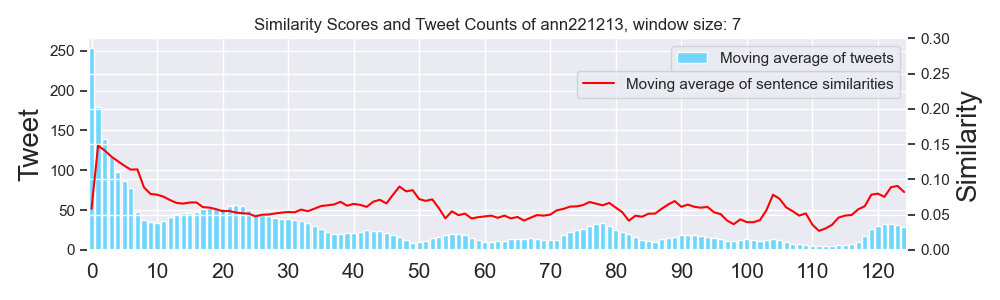 Similarity Scores and Tweet Counts of ann221213, window size: 7
Moving average of tweets
Moving average of sentence similarities
Tweet
Similarity
250
200
150
100
50
0
0.30
0.25
0.20
0.15
0.10
0.05
0.00
0 10 20 30 40 50 60 70 80 90 100 110 120